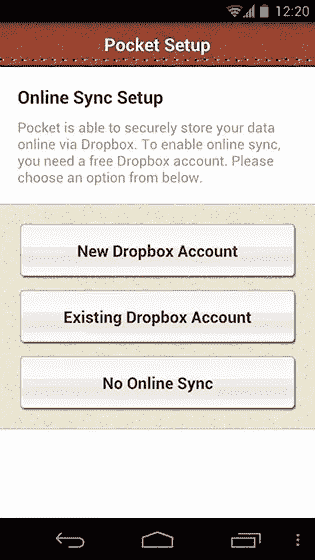 12:20
Pocket Setup
Online Sync Setup
Pocket is able to securely store your data
online via Dropbox. To enable online sync,
you need a free Dropbox account. Please
choose an option from below.
New Dropbox Account
Existing Dropbox Account
No Online Sync